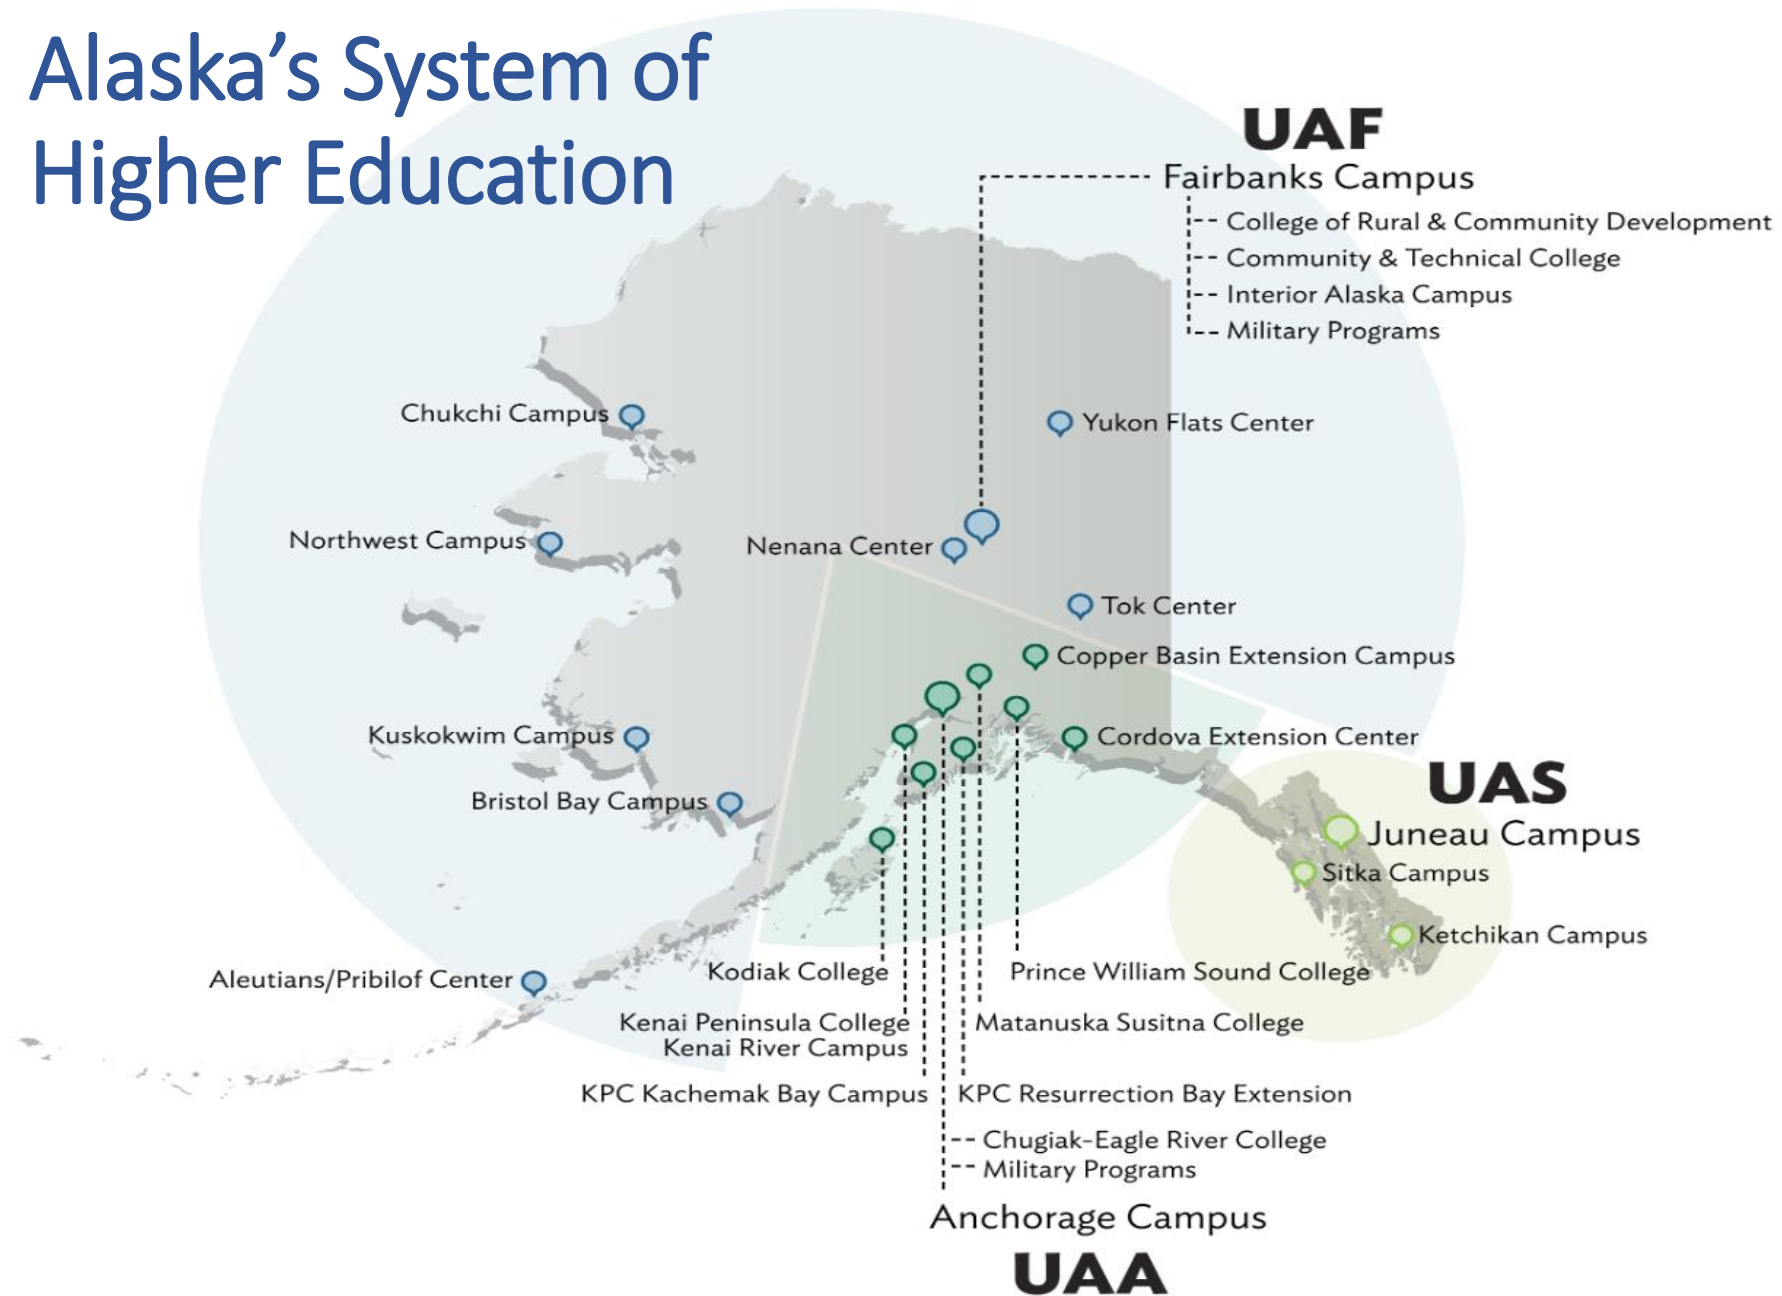 Alaska’s System of
Higher Education
UAF
Fairbanks Campus
-- College of Rural & Community Development
-- Community & Technical College
-- Interior Alaska Campus
-- Military Programs
Chukchi Campus
Yukon Flats Center
Northwest Campus
Nenana Center
Tok Center
Copper Basin Extension Campus
Kuskokwim Campus
Cordova Extension Center
Bristol Bay Campus
UAS
Juneau Campus
Sitka Campus
Ketchikan Campus
Aleutians/Pribilof Center
Kodiak College
Prince William Sound College
Kenai Peninsula College
Kenai River Campus
Matanuska Susitna College
KPC Kachemak Bay Campus
KPC Resurrection Bay Extension
-- Chugiak-Eagle River College
-- Military Programs
Anchorage Campus
UAA